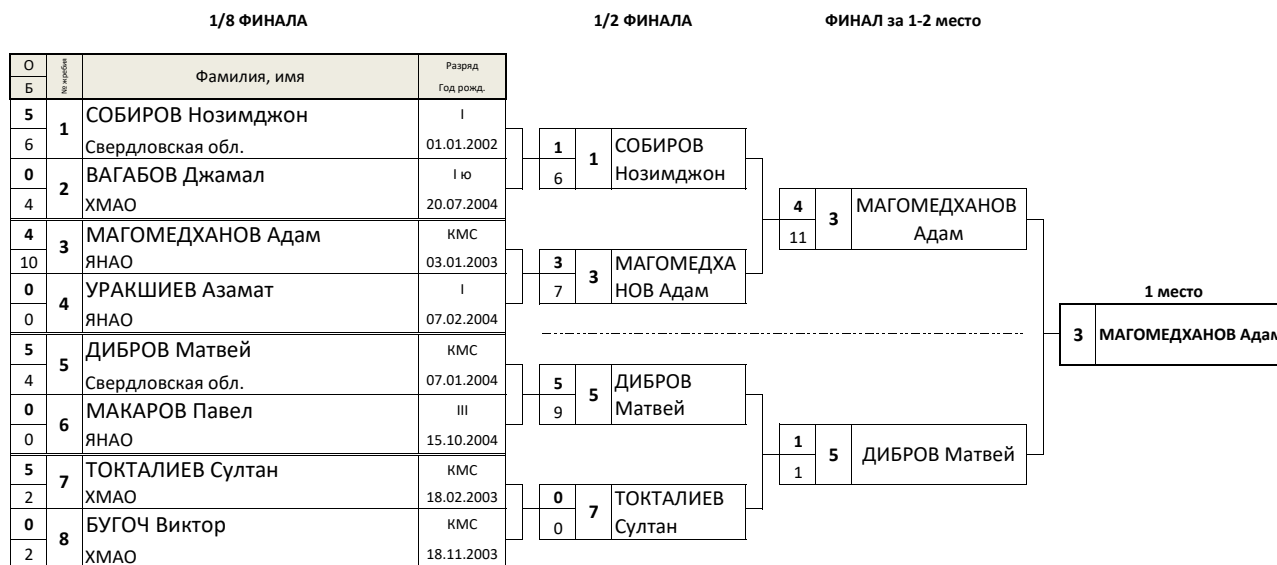 1/8 ФИНАЛА 1/2 ФИНАЛА ФИНАЛ за 1-2 место
О № жребия Фамилия, имя Разряд
Б Год рожд.
5 1 СОБИРОВ Нозимджон I
6 Свердловская обл. 01.01.2002
0 2 ВАГАБОВ Джамал I ю
4 ХМАО 20.07.2004
4 3 МАГОМЕДХАНОВ Адам КМС
10 ЯНАО 03.01.2003
0 4 УРАКШИЕВ Азамат I
0 ЯНАО 07.02.2004
5 5 ДИБРОВ Матвей КМС
4 Свердловская обл. 07.01.2004
0 6 МАКАРОВ Павел III
0 ЯНАО 15.10.2004
5 7 ТОКТАЛИЕВ Султан КМС
2 ХМАО 18.02.2003
0 8 БУГОЧ Виктор КМС
2 ХМАО 18.11.2003
1 1 СОБИРОВ
6 Нозимджон
3 3 МАГОМЕДХА
7 НОВ Адам
5 5 ДИБРОВ
9 Матвей
0 7 ТОКТАЛИЕВ
0 Султан
4 3 МАГОМЕДХАНОВ
11 Адам
1 5 ДИБРОВ Матвей
1
1 место
3 МАГОМЕДХАНОВ Адам